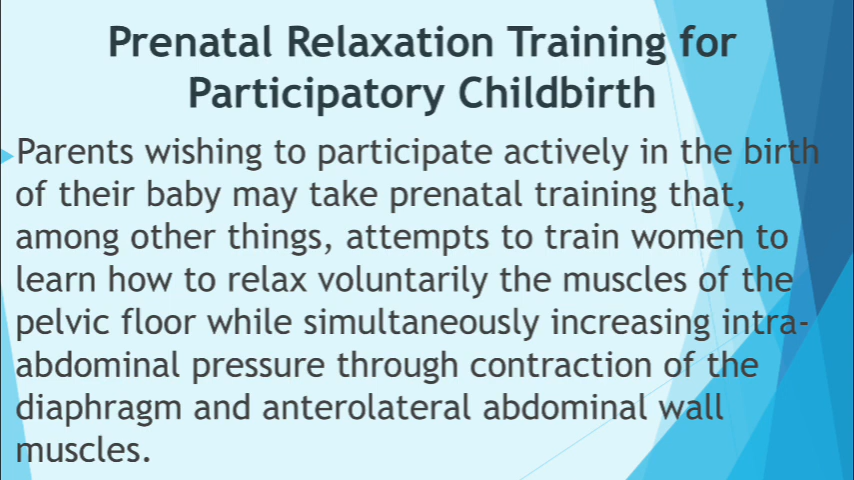 Prenatal Relaxation Training for
Participatory Childbirth
Parents wishing to participate actively in the birth
of their baby may take prenatal training that,
among other things, attempts to train women to
learn how to relax voluntarily the muscles of the
pelvic floor while simultaneously increasing intra-
abdominal pressure through contraction of the
diaphragm and anterolateral abdominal wall
muscles.